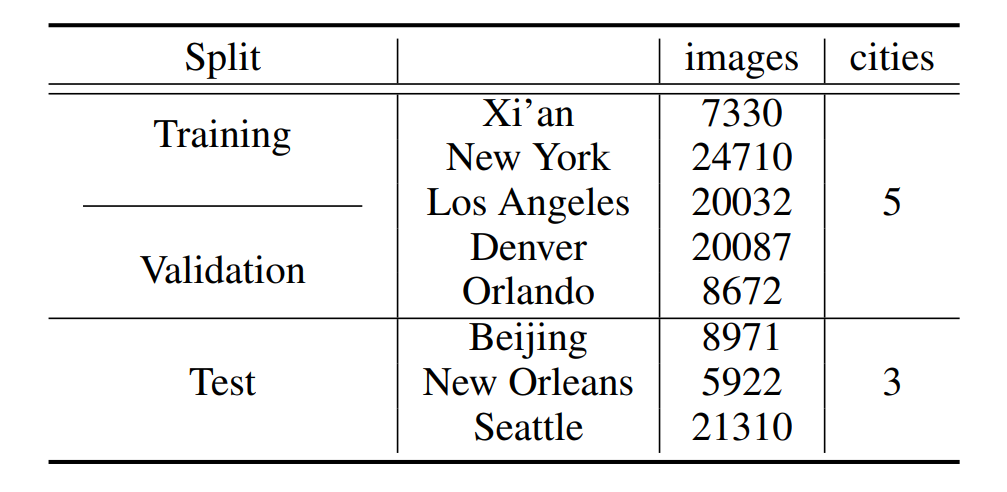 Split images cities
Training
Xi’an 7330
New York 24710
Los Angeles 20032 5
Validation
Denver 20087
Orlando 8672
Beijing 8971
Test New Orleans 5922 3
Seattle 21310